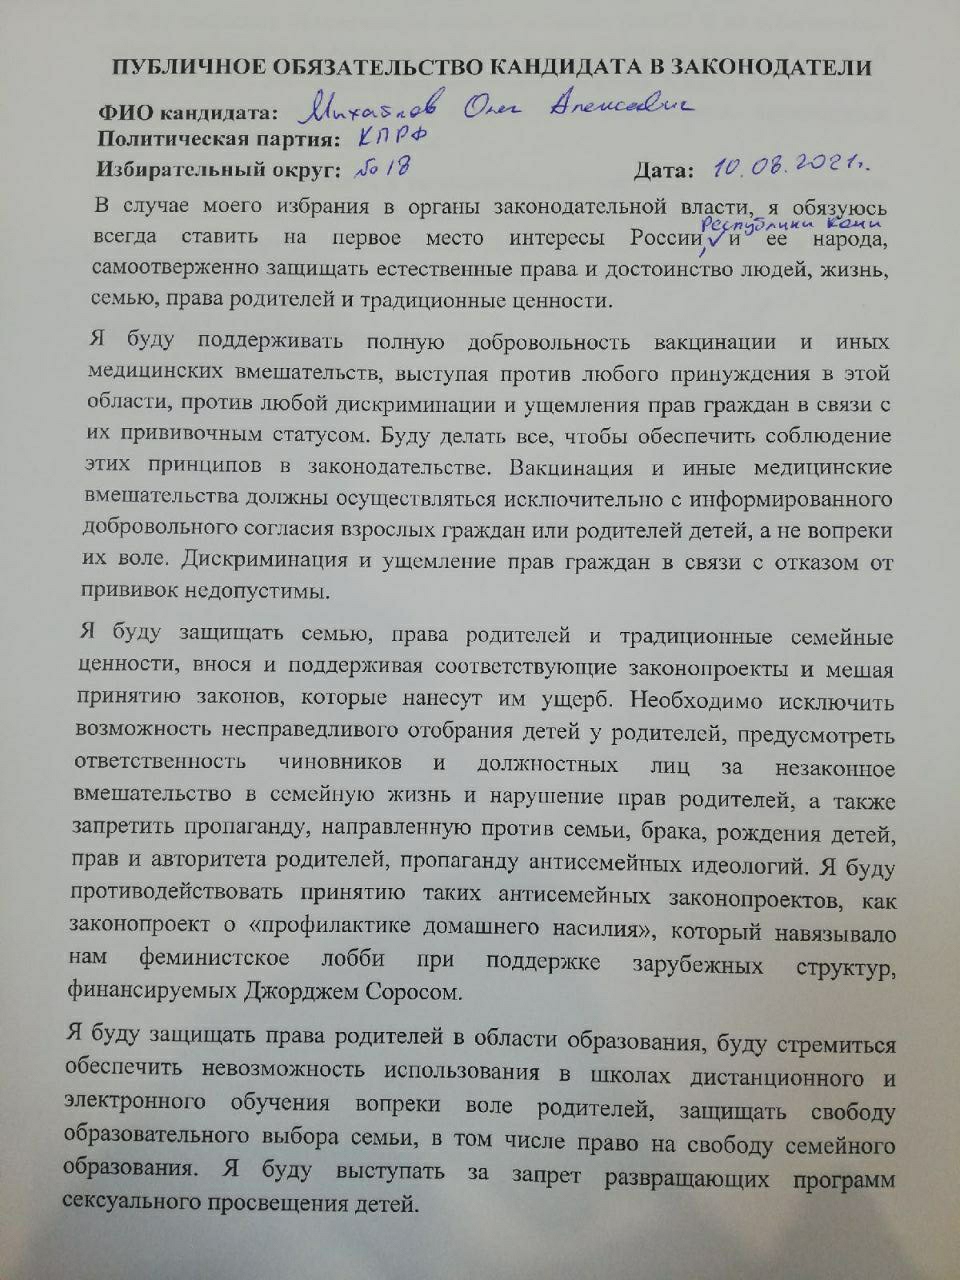 ПУБЛИЧНОЕ ОБЯЗАТЕЛЬСТВО КАНДИДАТА В ЗАКОНОДАТЕЛИ
ФИО кандидата: Михайлов Олег Алексеевич
Политическая партия: КПРФ
Избирательный округ: № 18 Дата: 10.08.2021г.
В случае моего избрания в органы законодательной власти, я обязуюсь
Республики Коми
всегда ставить на первое место интересы России, и ее народа,
самоотверженно защищать естественные права и достоинство людей, жизнь,
семью, права родителей и традиционные ценности.
Я буду поддерживать полную добровольность вакцинации и иных
медицинских вмешательств, выступая против любого принуждения в этой
области, против любой дискриминации и ущемления прав граждан в связи с
их прививочным статусом. Буду делать все, чтобы обеспечить соблюдение
этих принципов в законодательстве. Вакцинация и иные медицинские
вмешательства должны осуществляться исключительно с информированного
добровольного согласия взрослых граждан или родителей детей, а не вопреки
их воле. Дискриминация и ущемление прав граждан в связи с отказом от
прививок недопустимы.
Я буду защищать семью, права родителей и традиционные семейные
ценности, внося и поддерживая соответствующие законопроекты и мешая
принятию законов, которые нанесут им ущерб. Необходимо исключить
возможность несправедливого отобрания детей у родителей, предусмотреть
ответственность чиновников и должностных лиц за незаконное
вмешательство в семейную жизнь и нарушение прав родителей, а также
запретить пропаганду, направленную против семьи, брака, рождения детей,
прав и авторитета родителей, пропаганду антисемейных идеологий. Я буду
противодействовать принятию таких антисемейных законопроектов, как
законопроект о «профилактике домашнего насилия», который навязывало
нам феминистское лобби при поддержке зарубежных структур,
финансируемых Джорджем Соросом.
Я буду защищать права родителей в области образования, буду стремиться
обеспечить невозможность использования в школах дистанционного и
электронного обучения вопреки воле родителей, защищать свободу
образовательного выбора семьи, в том числе право на свободу семейного
образования. Я буду выступать за запрет развращающих программ
сексуального просвещения детей.